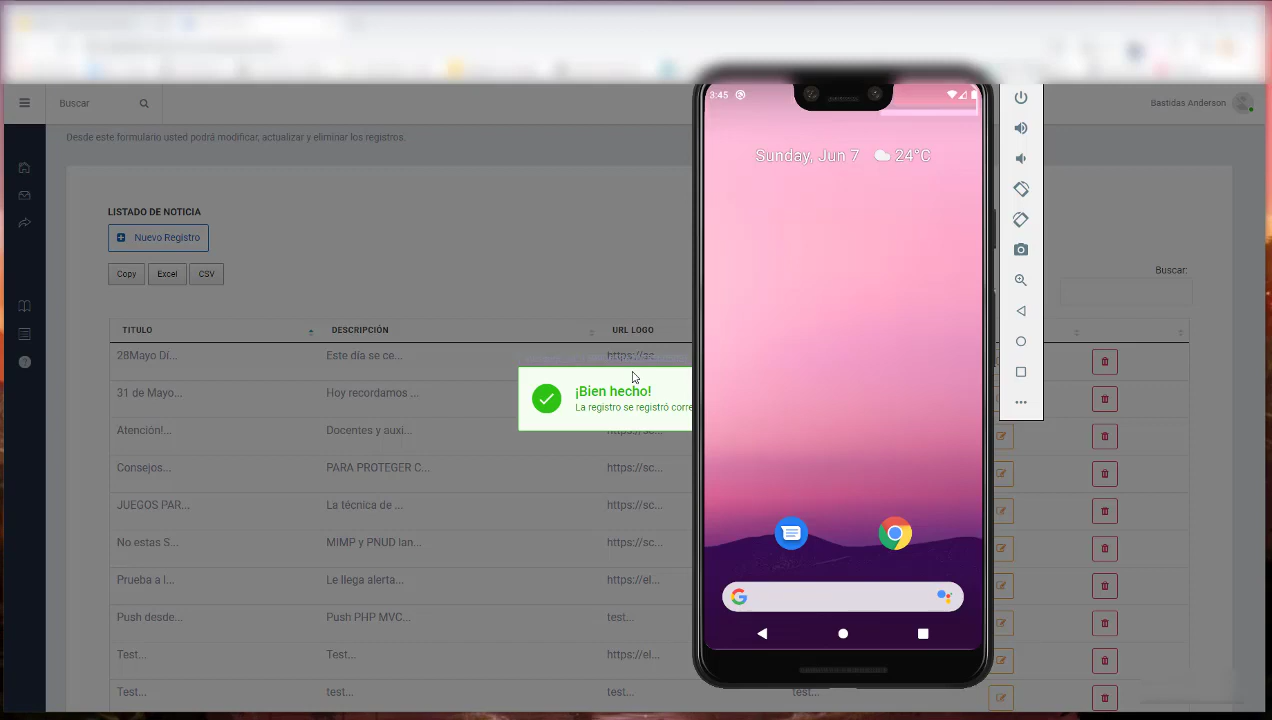 Buscar
Bastidas Anderson
Desde este formulario usted podrá modificar, actualizar y eliminar los registros.
LISTADO DE NOTICIA
Nuevo Registro
Copy Excel CSV
Buscar:
TITULO DESCRIPCIÓN URL LOGO
28Mayo Dí... Este día se ce... https://sc
31 de Mayo... Hoy recordamos ...
¡Bien hecho!
La registro se registró corre
Atención!... Docentes y auxi...
Consejos... PARA PROTEGER C... https://sc...
JUEGOS PAR... La técnica de ... https://sc...
No estas S... MIMP y PNUD lan... https://sc...
Prueba a l... Le llega alerta... https://el...
Push desde... Push PHP MVC... test...
Test... Test... https://el...
Test... test... test... test...
3:45
Sunday, Jun 7 24°C